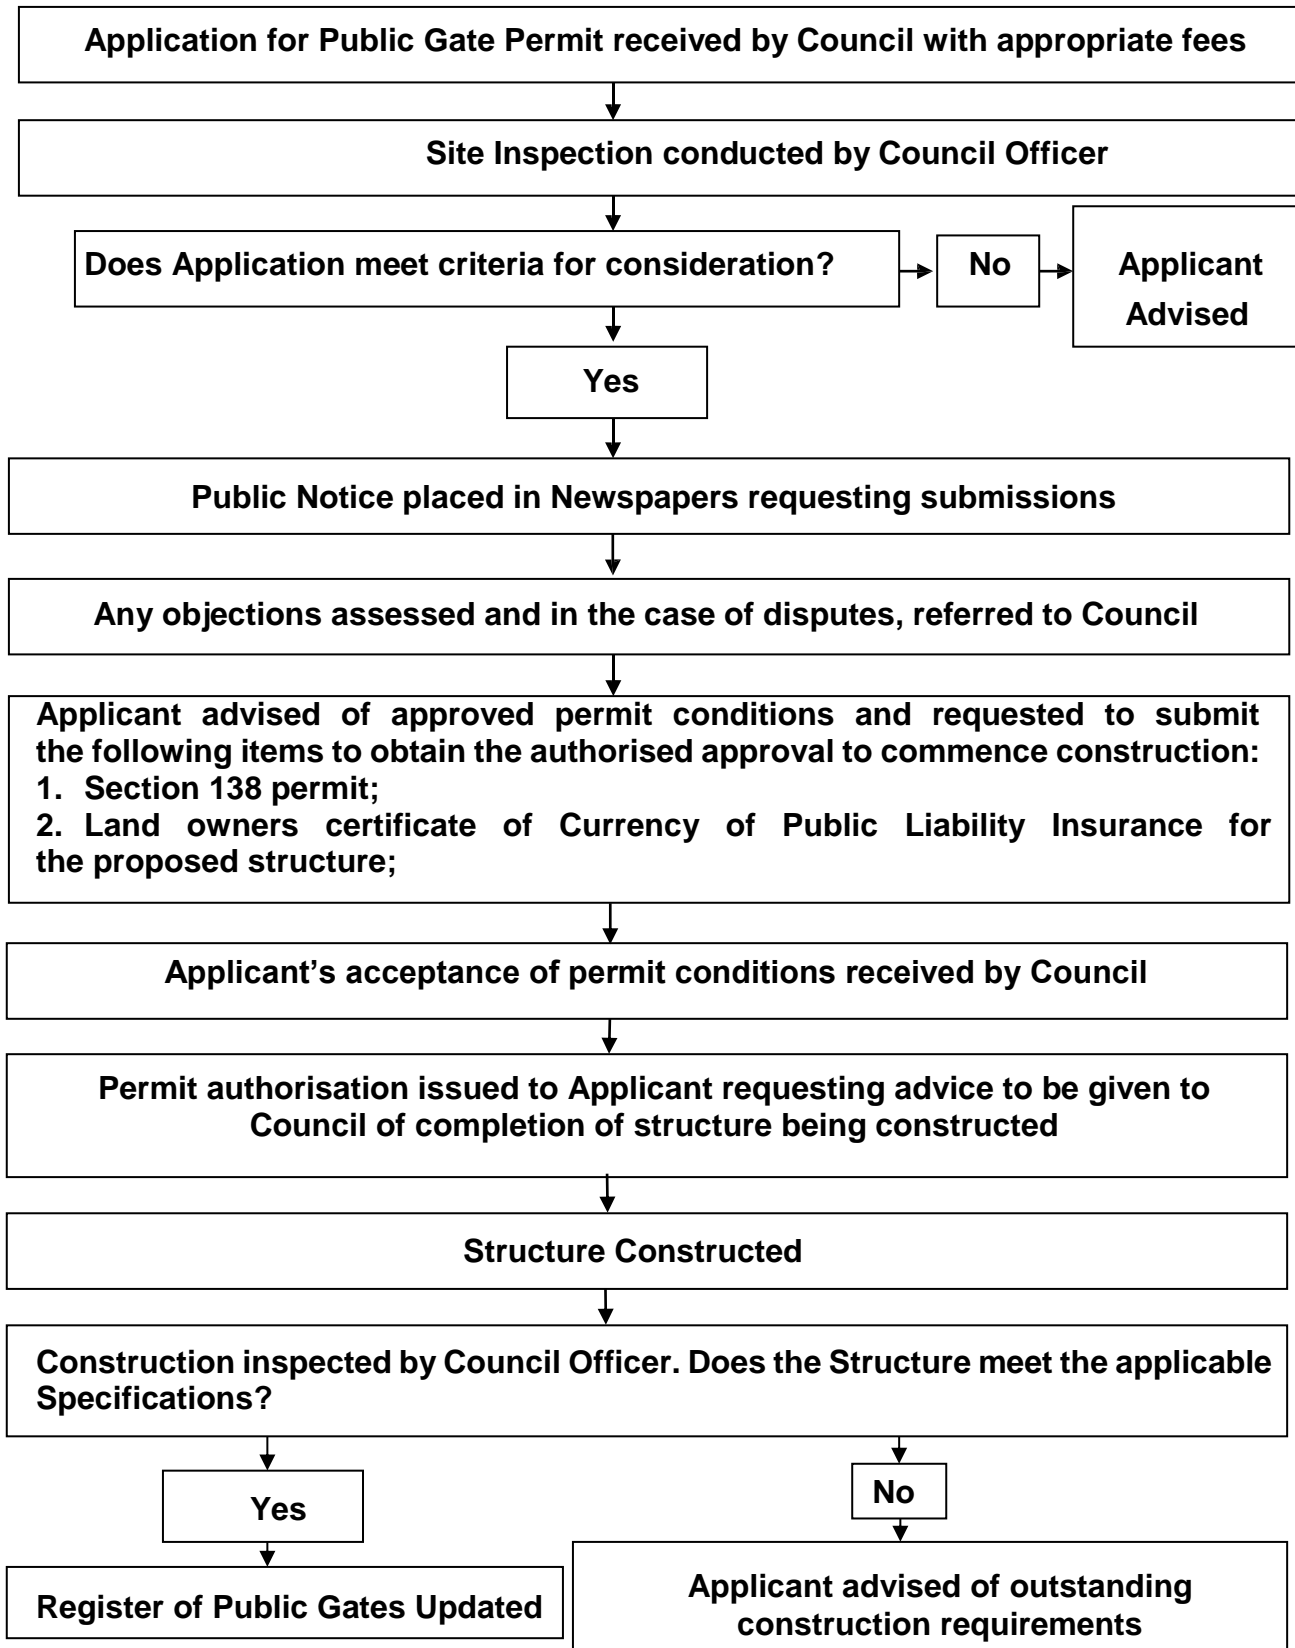 Application for Public Gate Permit received by Council with appropriate fees
Site Inspection conducted by Council Officer
Does Application meet criteria for consideration?
No
Applicant
Advised
Yes
Public Notice placed in Newspapers requesting submissions
Any objections assessed and in the case of disputes, referred to Council
Applicant advised of approved permit conditions and requested to submit
the following items to obtain the authorised approval to commence construction:
1. Section 138 permit;
2. Land owners certificate of Currency of Public Liability Insurance for
the proposed structure;
Applicant’s acceptance of permit conditions received by Council
Permit authorisation issued to Applicant requesting advice to be given to
Council of completion of structure being constructed
Structure Constructed
Construction inspected by Council Officer. Does the Structure meet the applicable
Specifications?
Yes
No
Register of Public Gates Updated
Applicant advised of outstanding
construction requirements